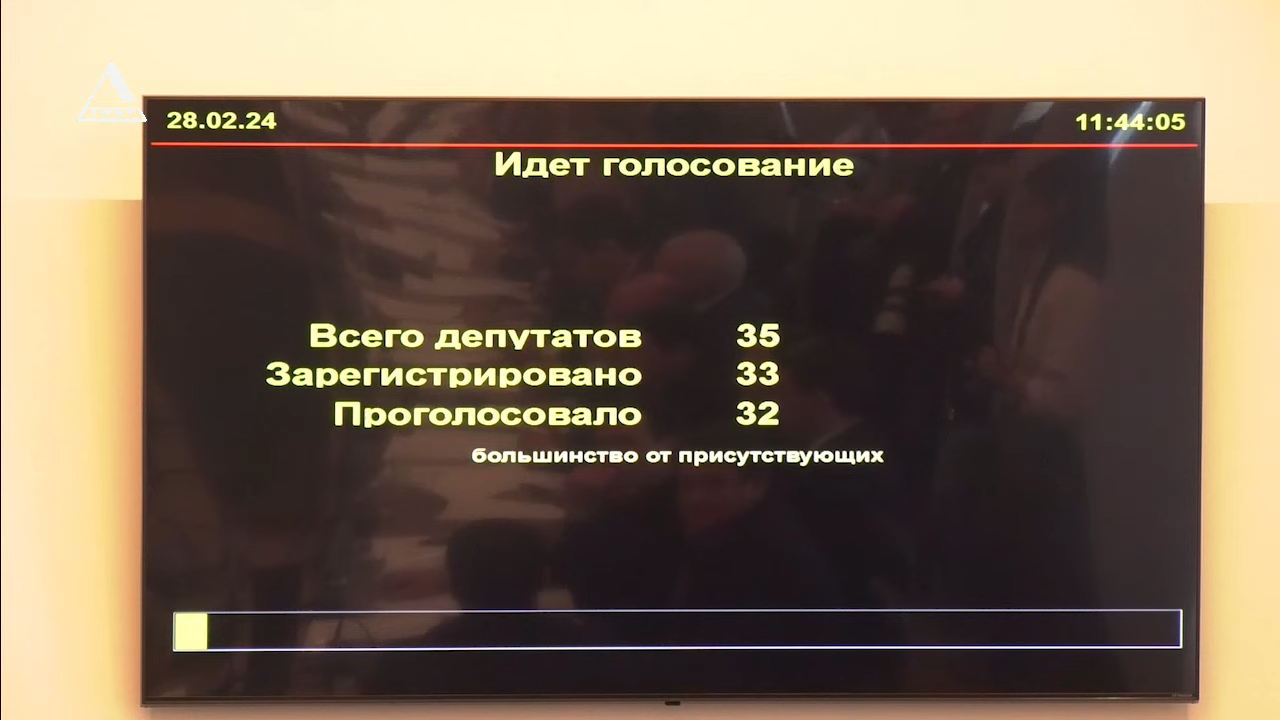 28.02.24 11:44:05
Идет голосование
Всего депутатов 35
Зарегистрировано 33
Проголосовало 32
большинство от присутствующих